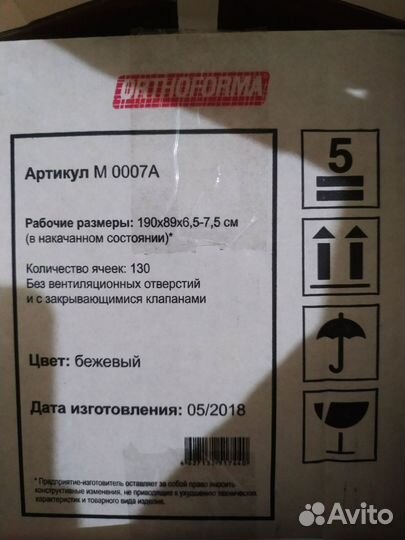 ORTHOFORMA
Артикул М 0007А
5
Рабочие размеры: 190х89х6,5-7,5 см
(в накачанном состоянии)*
Количество ячеек: 130
Без вентиляционных отверстий
и с закрывающимися клапанами
Цвет: бежевый
Дата изготовления: 05/2018
* Предприятие-изготовитель оставляет за собой право вносить
конструктивные изменения, не приводящие к ухудшению технических
характеристик и товарного вида изделия.
Avito